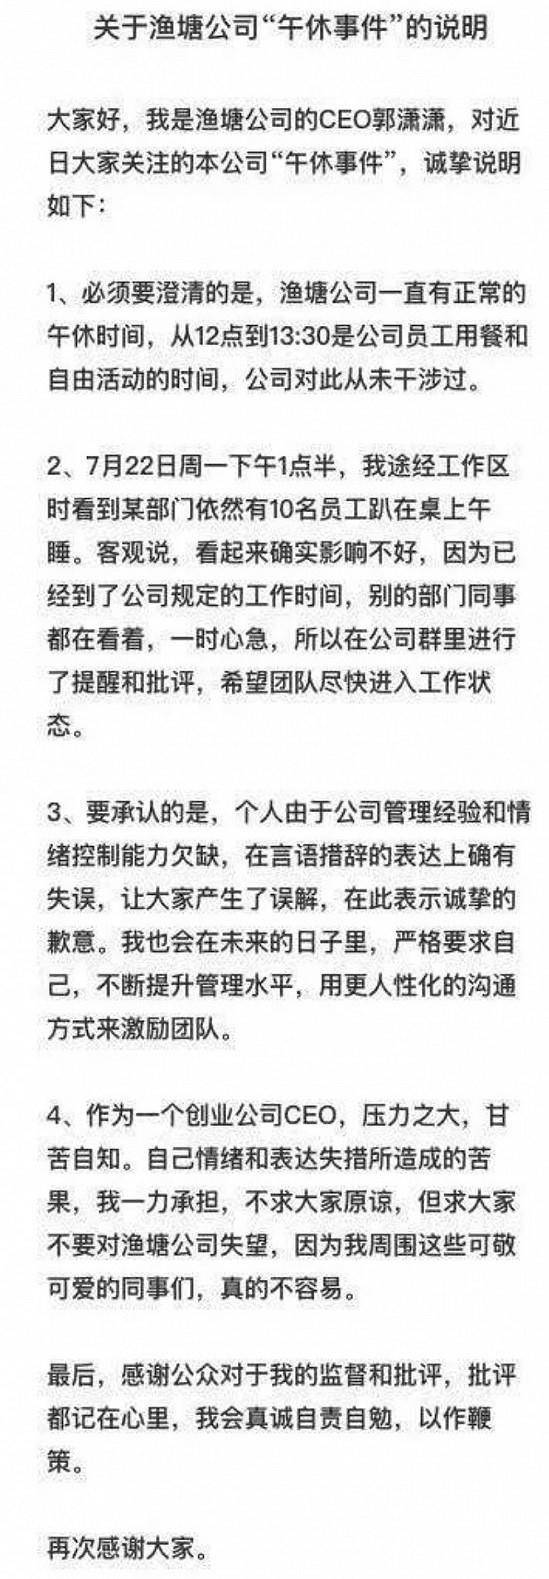 关于渔塘公司“午休事件”的说明
大家好，我是渔塘公司的CEO郭潇潇，对近
日大家关注的本公司“午休事件”，诚挚说明
如下：
1、必须要澄清的是，渔塘公司一直有正常的
午休时间，从12点到13:30是公司员工用餐和
自由活动的时间，公司对此从未干涉过。
2、7月22日周一下午1点半，我途经工作区
时看到某部门依然有10名员工趴在桌上午
睡。客观说，看起来确实影响不好，因为已
经到了公司规定的工作时间，别的部门同事
都在看着，一时心急，所以在公司群里进行
了提醒和批评，希望团队尽快进入工作状
态。
3、要承认的是，个人由于公司管理经验和情
绪控制能力欠缺，在言语措辞的表达上确有
失误，让大家产生了误解，在此表示诚挚的
歉意。我也会在未来的日子里，严格要求自
己，不断提升管理水平，用更人性化的沟通
方式来激励团队。
4、作为一个创业公司CEO，压力之大，甘
苦自知。自己情绪和表达失措所造成的苦
果，我一力承担，不求大家原谅，但求大家
不要对渔塘公司失望，因为我周围这些可敬
可爱的同事们，真的不容易。
最后，感谢公众对于我的监督和批评，批评
都记在心里，我会真诚自责自勉，以作鞭
策。
再次感谢大家。